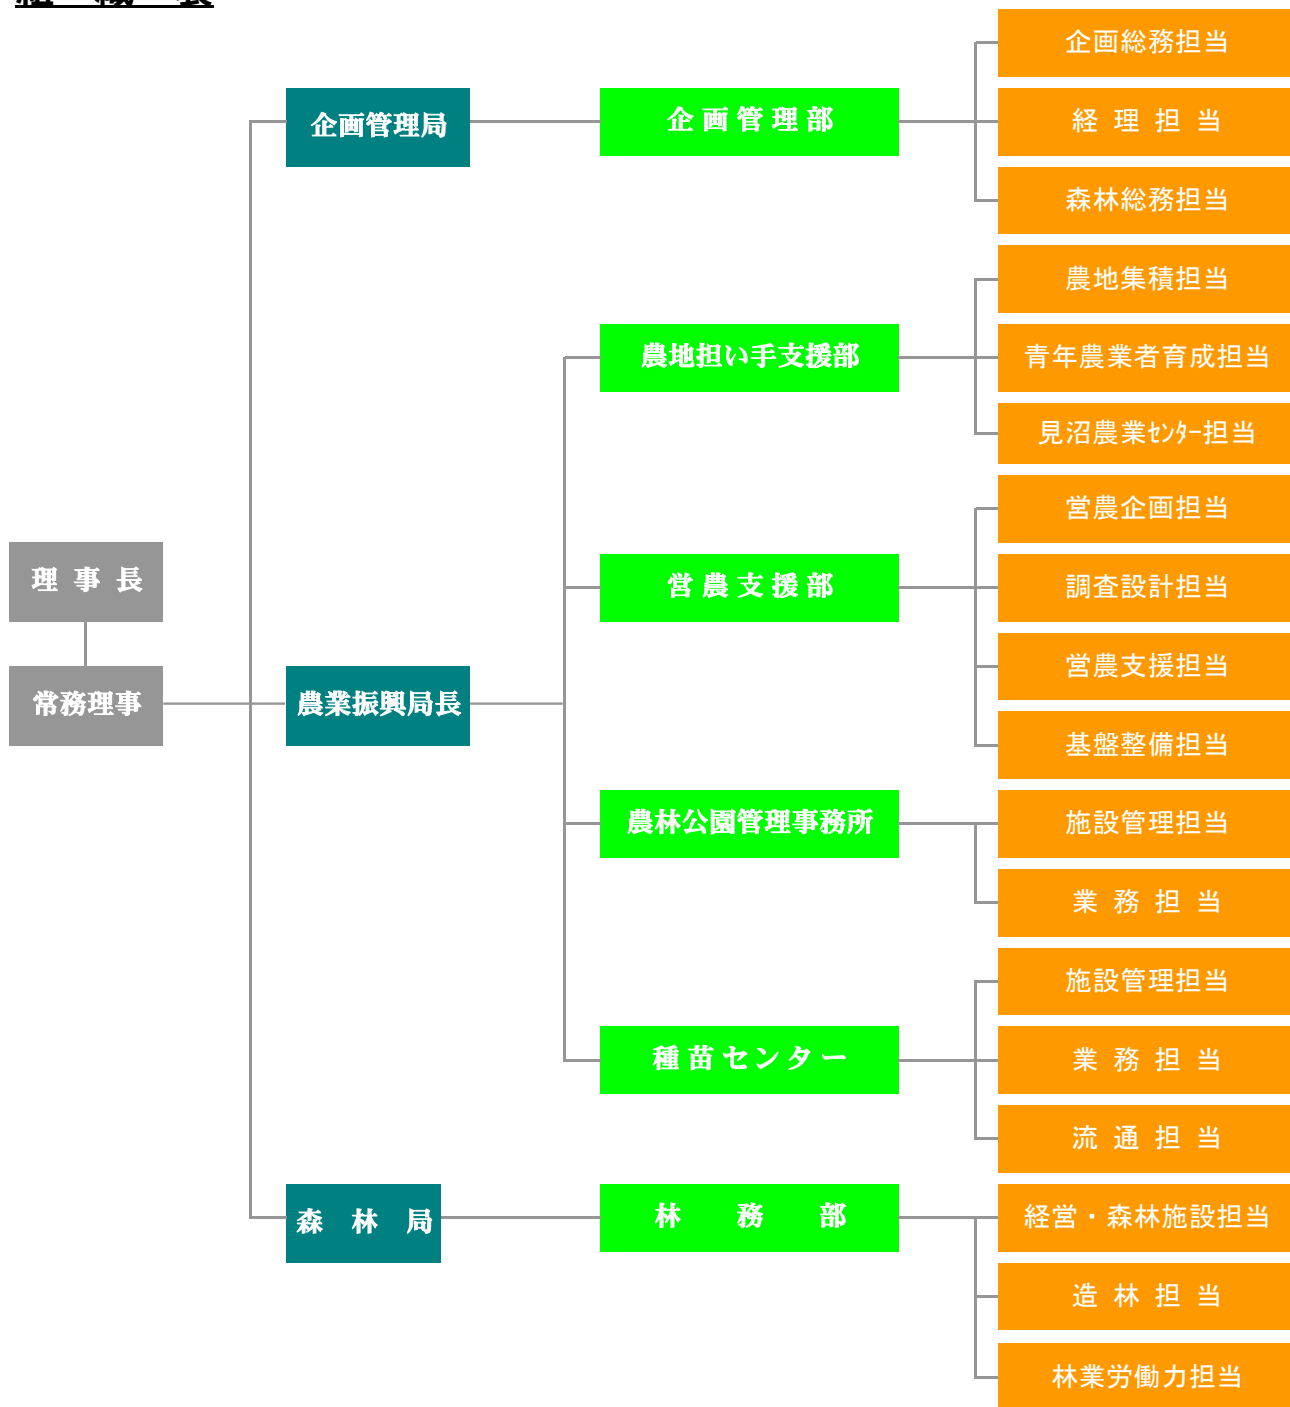 組織表
企画総務担当
企画管理局
企画管理部
経理担当
森林総務担当
農地集積担当
農地担い手支援部
青年農業者育成担当
見沼農業ｾﾝﾀｰ担当
営農企画担当
理事長
営農支援部
調査設計担当
営農支援担当
常務理事
農業振興局長
基盤整備担当
農林公園管理事務所
施設管理担当
業務担当
施設管理担当
種苗センター
業務担当
流通担当
森林局
林務部
経営・森林施設担当
造林担当
林業労働力担当